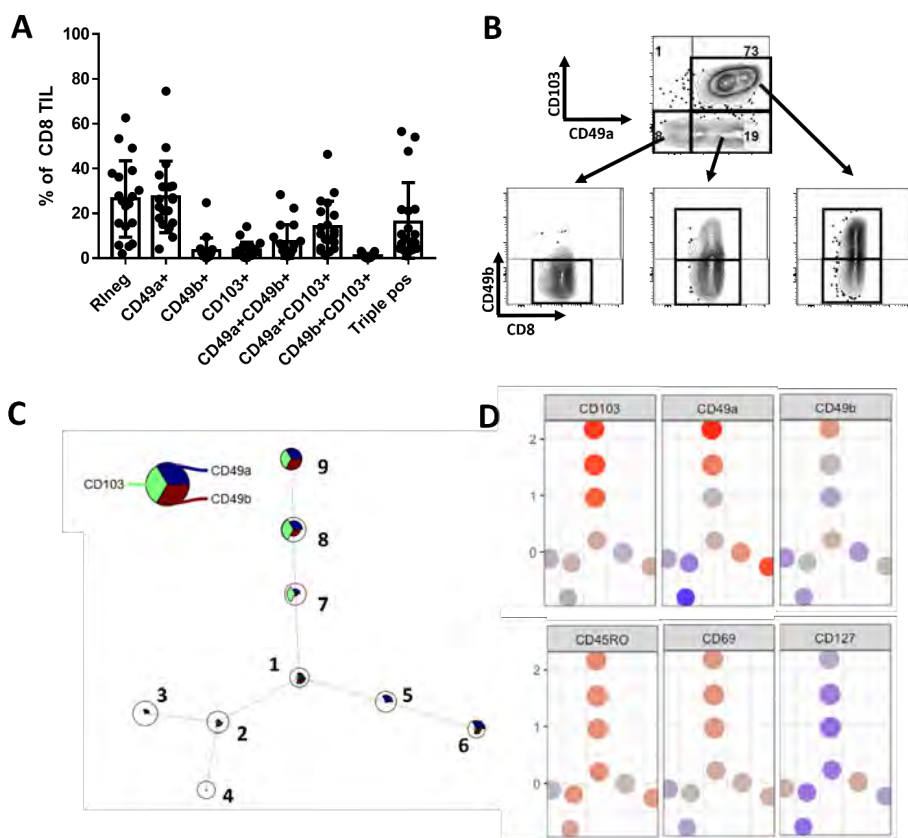 A
% of CD8 TIL
100
80
60
40
20
0
RIneg
CD49a+
CD49b+
CD103+
CD49a+CD49b+
CD49a+CD103+
CD49b+CD103+
Triple pos
B
CD103
CD49a
1
73
8
19
CD49b
CD8
C
CD103
CD49a
CD49b
9
8
7
1
5
6
3
2
4
D
CD103
CD49a
CD49b
2
1
0
CD45RO
CD69
CD127
2
1
0